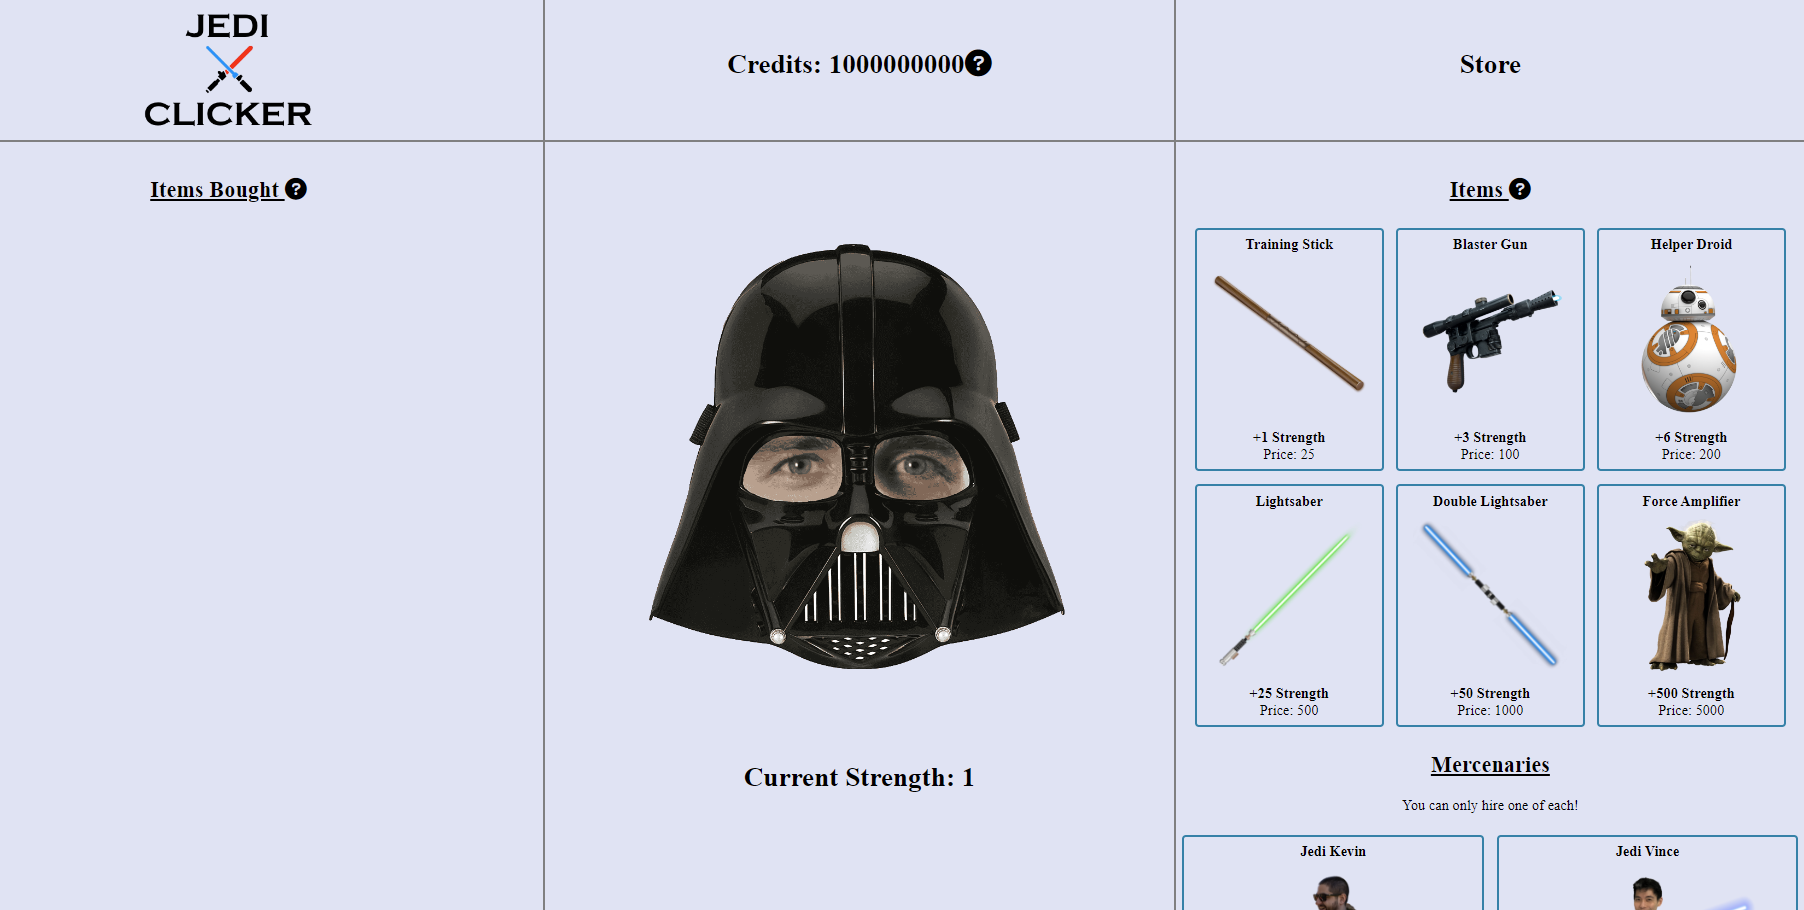 JEDI
CLICKER
Credits: 1000000000?
Store
Items Bought ?
Items ?
Training Stick
+1 Strength
Price: 25
Blaster Gun
+3 Strength
Price: 100
Helper Droid
+6 Strength
Price: 200
Lightsaber
+25 Strength
Price: 500
Double Lightsaber
+50 Strength
Price: 1000
Force Amplifier
+500 Strength
Price: 5000
Current Strength: 1
Mercenaries
You can only hire one of each!
Jedi Kevin
Jedi Vince